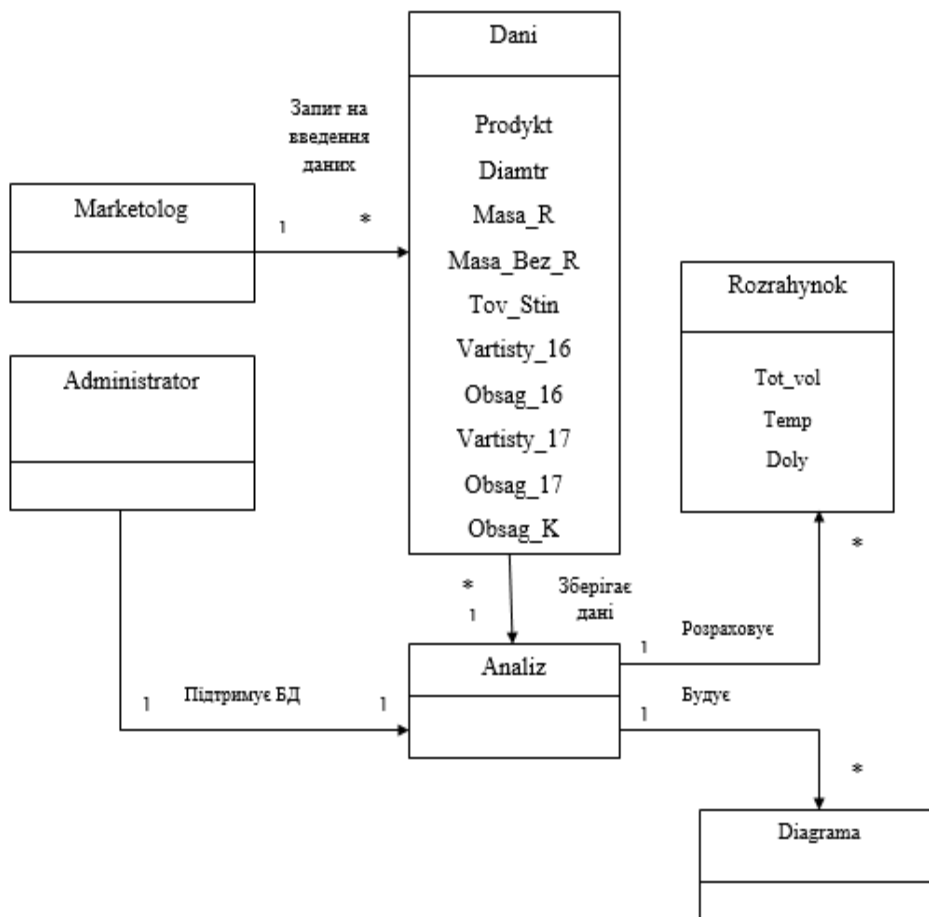 Dani
Prodykt
Diamtr
Masa_R
Masa_Bez_R
Tov_Stin
Vartisty_16
Obsag_16
Vartisty_17
Obsag_17
Obsag_K
Запит на
введення
даних
1 *
Marketolog
Administrator
Rozrahynok
Tot_vol
Temp
Doly
*
1
Зберігає
дані
Analiz
1 Підтримує БД 1
1 Розраховує *
1 Будує *
Diagrama